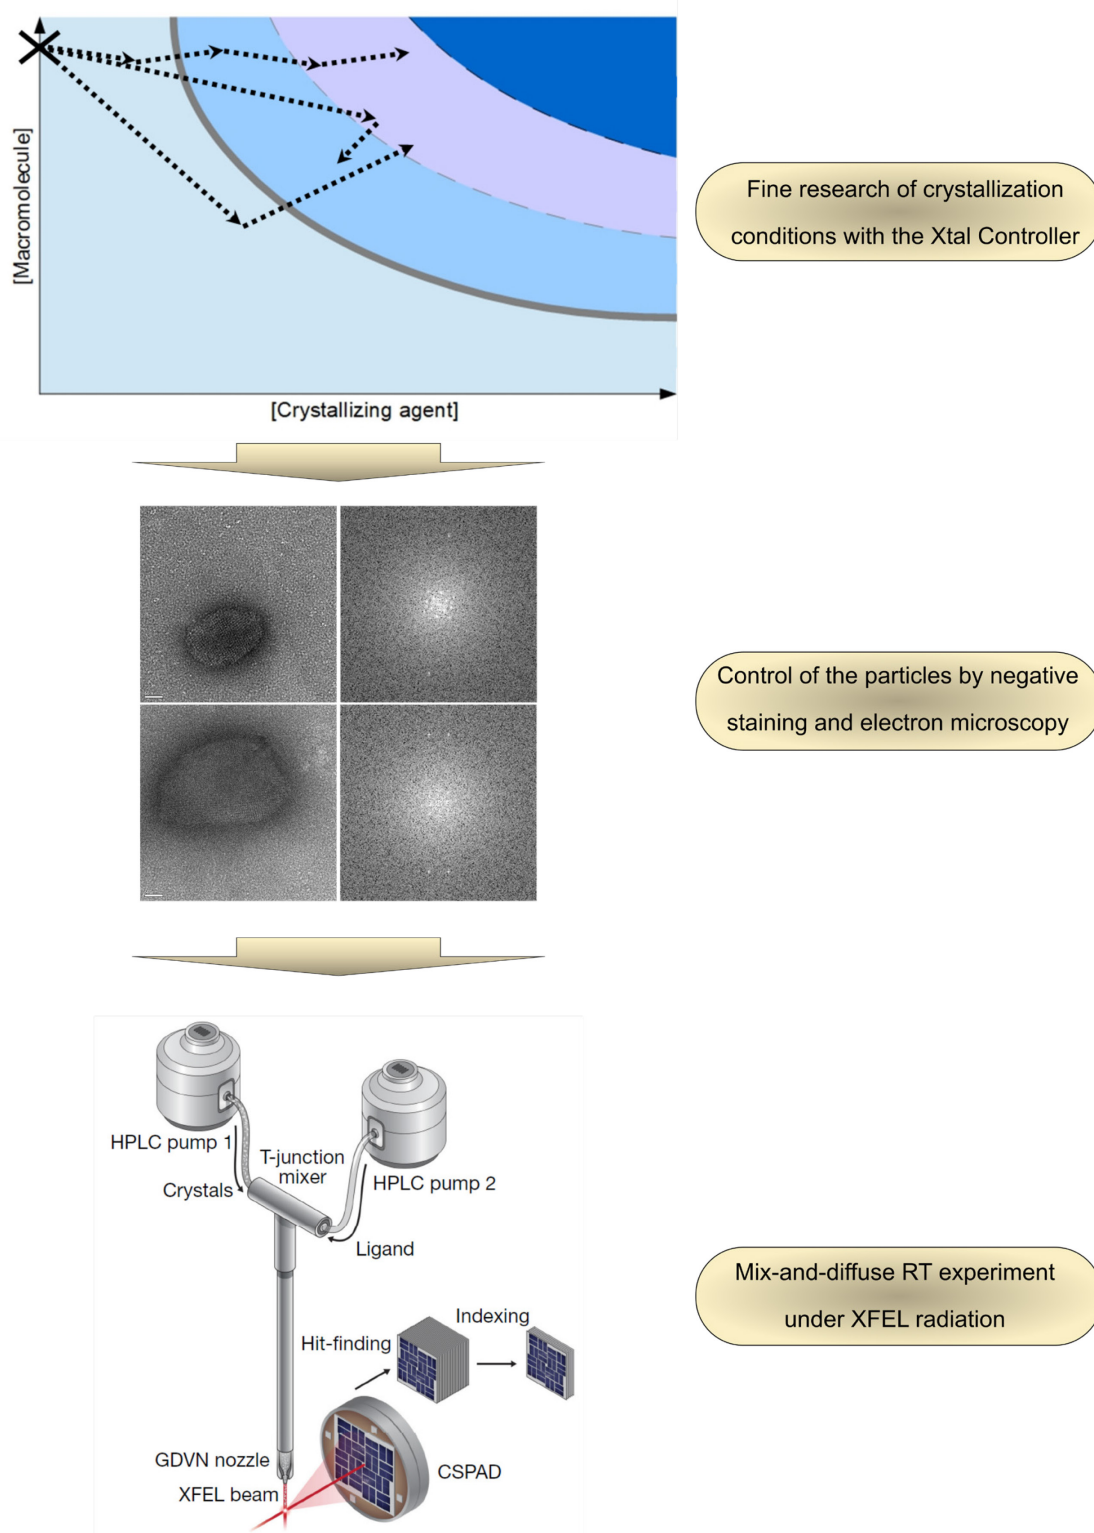 [Macromolecule]
[Crystallizing agent]
Fine research of crystallization
conditions with the Xtal Controller
Control of the particles by negative
staining and electron microscopy
HPLC pump 1
T-junction
mixer
HPLC pump 2
Crystals
Ligand
Indexing
Hit-finding
GDVN nozzle
CSPAD
XFEL beam
Mix-and-diffuse RT experiment
under XFEL radiation